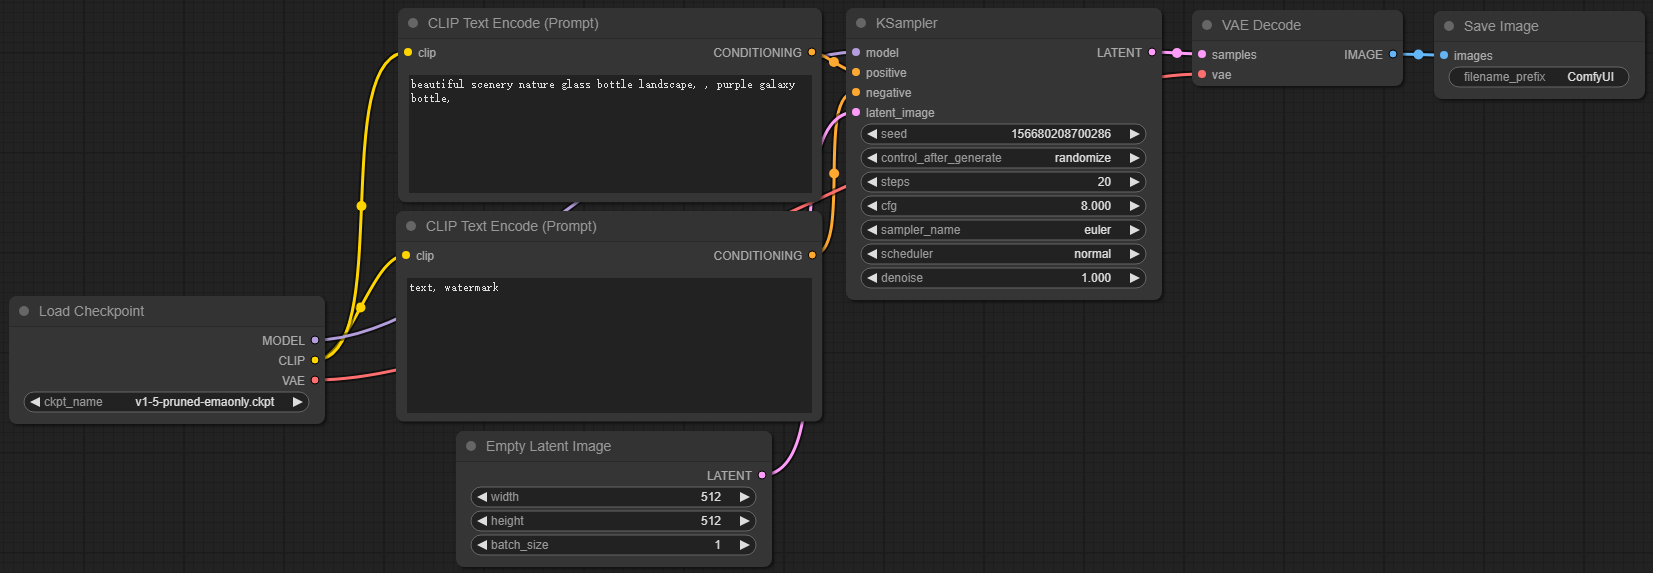 CLIP Text Encode (Prompt)
clip
CONDITIONING
beautiful scenery nature glass bottle landscape, , purple galaxy
bottle,
CLIP Text Encode (Prompt)
clip
CONDITIONING
text, watermark
Load Checkpoint
MODEL
CLIP
VAE
ckpt_name v1-5-pruned-emaonly.ckpt
Empty Latent Image
LATENT
width 512
height 512
batch_size 1
KSampler
model LATENT
positive
negative
latent_image
seed 156680208700286
control_after_generate randomize
steps 20
cfg 8.000
sampler_name euler
scheduler normal
denoise 1.000
VAE Decode
samples IMAGE
vae
Save Image
images
filename_prefix ComfyUI